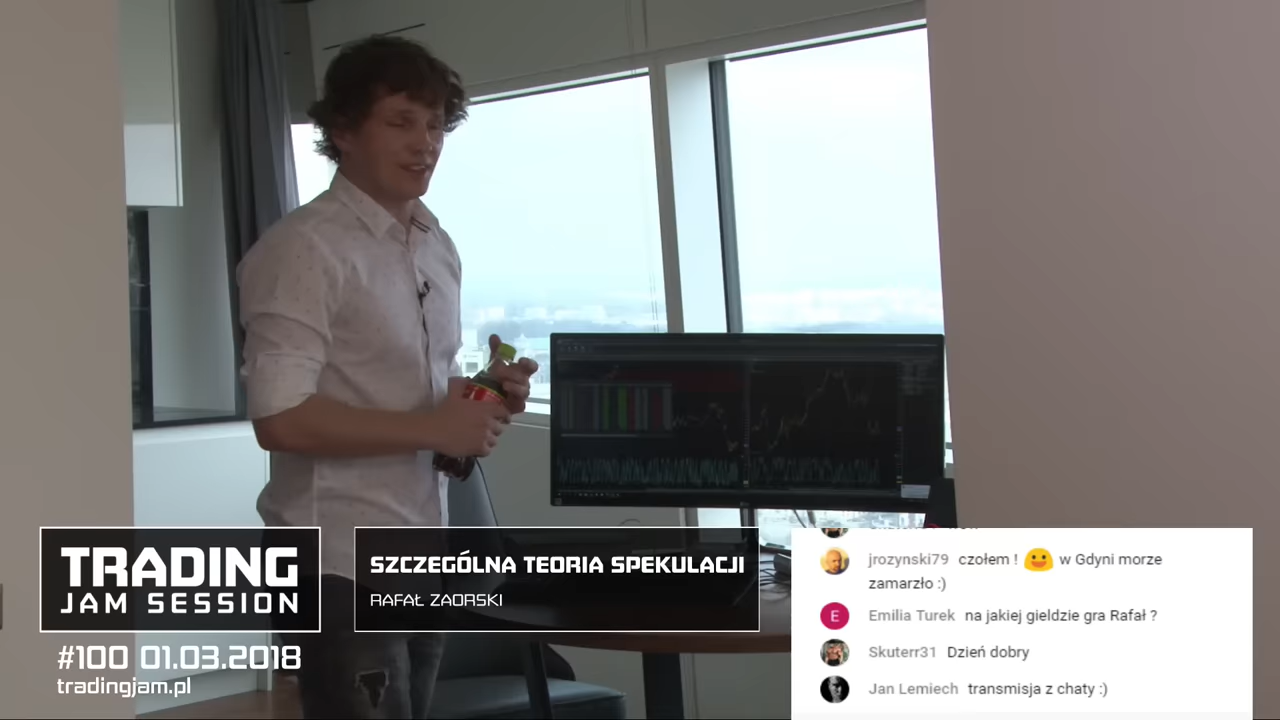 TRADING
JAM SESSION
#100 01.03.2018
tradingjam.pl
SZCZEGÓLNA TEORIA SPEKULACJI
RAFAŁ ZAORSKI
jrozynski79 czołem ! w Gdyni morze
zamarzło :)
E
Emilia Turek na jakiej gieldzie gra Rafał ?
Skuterr31 Dzień dobry
Jan Lemiech transmisja z chaty :)